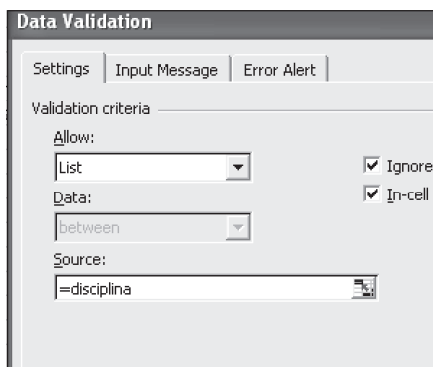 Data Validation
Settings
Input Message
Error Alert
Validation criteria
Allow:
List
Ignore
Data:
In-cell
between
Source:
=disciplina